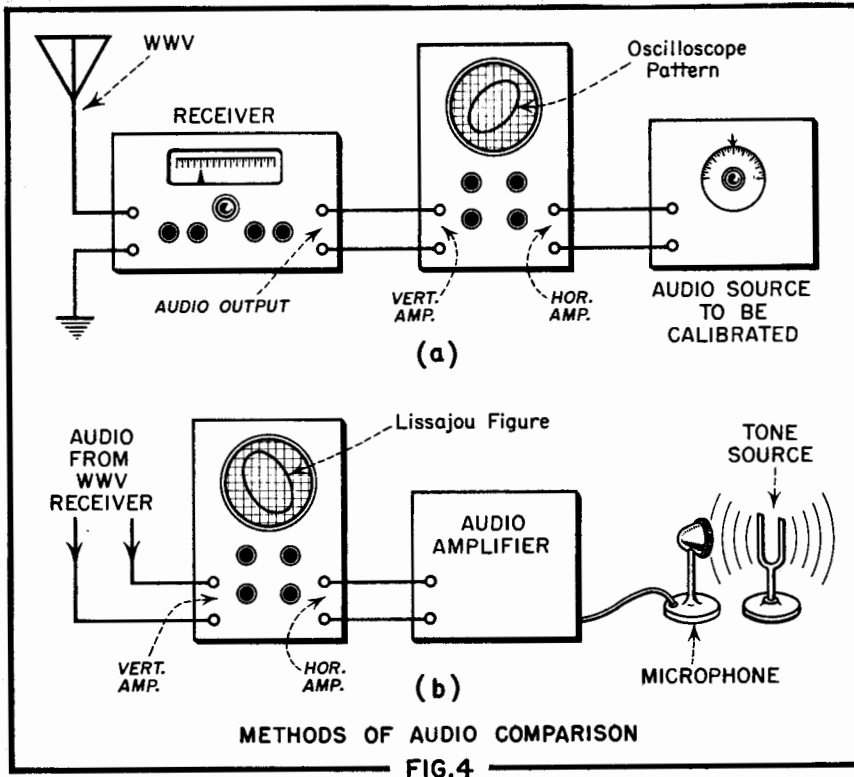 WWV
Oscilloscope
Pattern
RECEIVER
AUDIO OUTPUT
VERT.
AMP.
HOR.
AMP.
AUDIO SOURCE
TO BE
CALIBRATED
(a)
AUDIO
FROM
WWV
RECEIVER
Lissajou Figure
TONE
SOURCE
AUDIO
AMPLIFIER
VERT.
AMP.
HOR.
AMP.
MICROPHONE
(b)
METHODS OF AUDIO COMPARISON
FIG.4